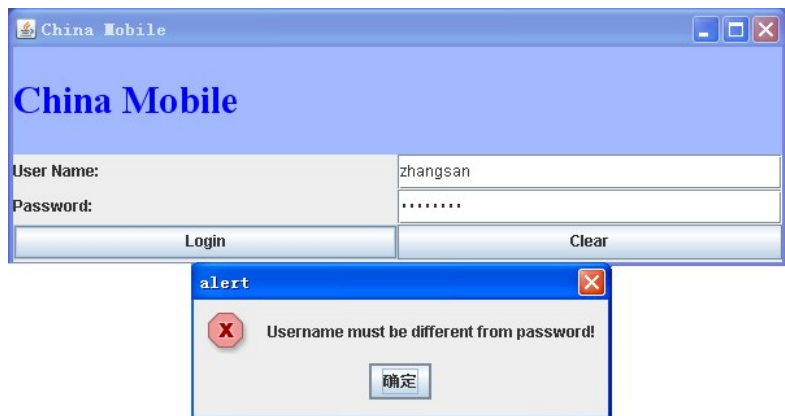 China Mobile
China Mobile
User Name:
zhangsan
Password:
........
Login
Clear
alert
X
Username must be different from password!
确定